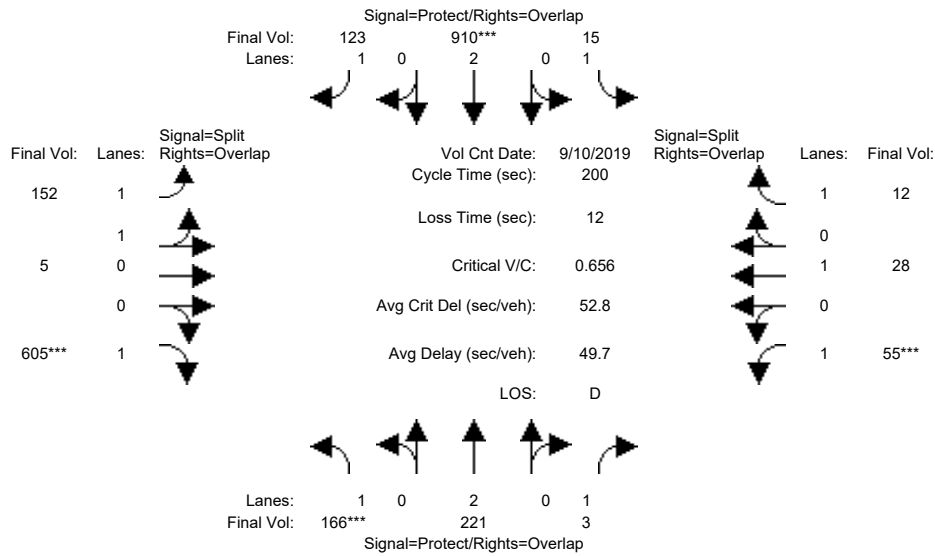 Signal=Protect/Rights=Overlap
Final Vol: 123 910*** 15
Lanes: 1 0 2 0 1
Signal=Split Signal=Split
Final Vol: Lanes: Rights=Overlap Vol Cnt Date: 9/10/2019 Rights=Overlap Lanes: Final Vol:
Cycle Time (sec): 200
152 1 1 12
Loss Time (sec): 12
1 0
5 0 Critical V/C: 0.656 1 28
0 Avg Crit Del (sec/veh): 52.8 0
605*** 1 Avg Delay (sec/veh): 49.7 1 55***
LOS: D
Lanes: 1 0 2 0 1
Final Vol: 166*** 221 3
Signal=Protect/Rights=Overlap